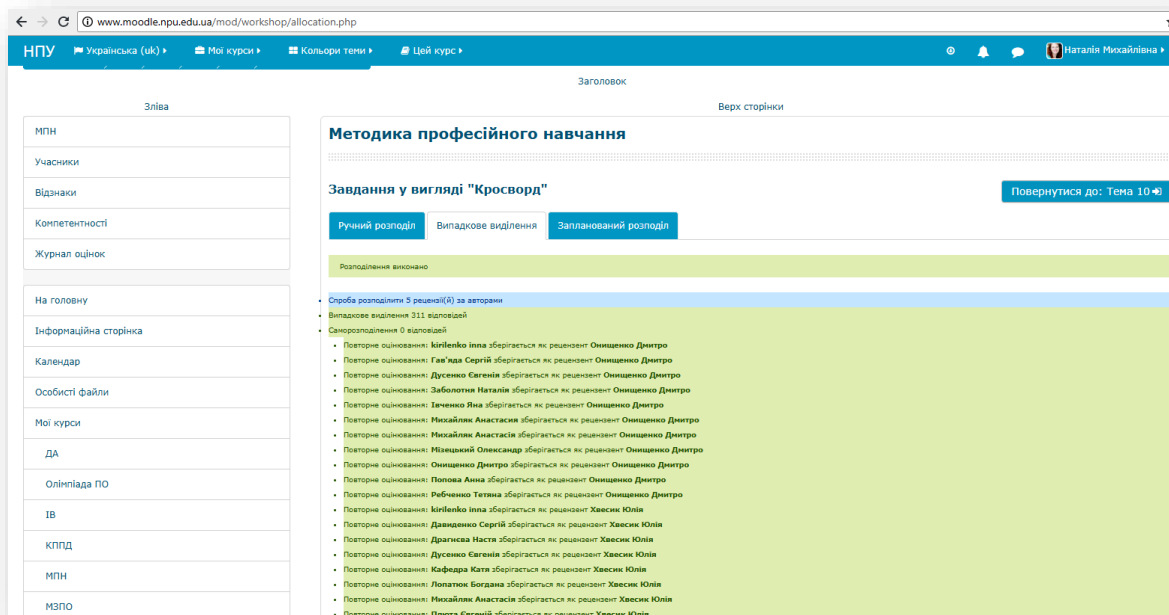 www.moodle.npu.edu.ua/mod/workshop/allocation.php
НПУ Українська (uk) Мої курси Кольори теми Цей курс Наталія Михайлівна
Заголовок
Зліва
Верх сторінки
МПН
Учасники
Відзнаки
Компетентності
Журнал оцінок
На головну
Інформаційна сторінка
Календар
Особисті файли
Мої курси
ДА
Олімпіада ПО
ІВ
КППД
МПН
МЗПО
Методика професійного навчання
Завдання у вигляді "Кросворд"
Повернутися до: Тема 10
Ручний розподіл Випадкове виділення Запланований розподіл
Розподілення виконано
Спроба розподілити 5 рецензії(й) за авторами
Випадкове виділення 311 відповідей
Саморозподілення 0 відповідей
Повторне оцінювання: kirilenko inna зберігається як рецензент Онищенко Дмитро
Повторне оцінювання: Гав'яда Сергій зберігається як рецензент Онищенко Дмитро
Повторне оцінювання: Дусенко Євгенія зберігається як рецензент Онищенко Дмитро
Повторне оцінювання: Заболотня Наталія зберігається як рецензент Онищенко Дмитро
Повторне оцінювання: Івченко Яна зберігається як рецензент Онищенко Дмитро
Повторне оцінювання: Михайляк Анастасия зберігається як рецензент Онищенко Дмитро
Повторне оцінювання: Михайляк Анастасія зберігається як рецензент Онищенко Дмитро
Повторне оцінювання: Мізецький Олександр зберігається як рецензент Онищенко Дмитро
Повторне оцінювання: Онищенко Дмитро зберігається як рецензент Онищенко Дмитро
Повторне оцінювання: Попова Анна зберігається як рецензент Онищенко Дмитро
Повторне оцінювання: Ребченко Тетяна зберігається як рецензент Онищенко Дмитро
Повторне оцінювання: kirilenko inna зберігається як рецензент Хвесик Юлія
Повторне оцінювання: Давиденко Сергій зберігається як рецензент Хвесик Юлія
Повторне оцінювання: Драгнєва Настя зберігається як рецензент Хвесик Юлія
Повторне оцінювання: Дусенко Євгенія зберігається як рецензент Хвесик Юлія
Повторне оцінювання: Кафедра Катя зберігається як рецензент Хвесик Юлія
Повторне оцінювання: Лопатюк Богдана зберігається як рецензент Хвесик Юлія
Повторне оцінювання: Михайляк Анастасія зберігається як рецензент Хвесик Юлія
Повторне оцінювання: Плюта Євгеній зберігається як рецензент Хвесик Юлія